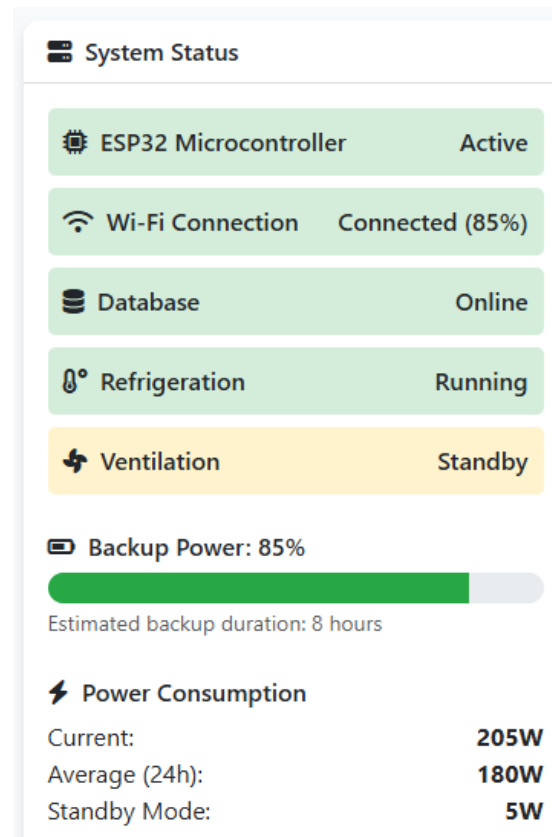 System Status
ESP32 Microcontroller Active
Wi-Fi Connection Connected (85%)
Database Online
Refrigeration Running
Ventilation Standby
Backup Power: 85%
Estimated backup duration: 8 hours
Power Consumption
Current: 205W
Average (24h): 180W
Standby Mode: 5W